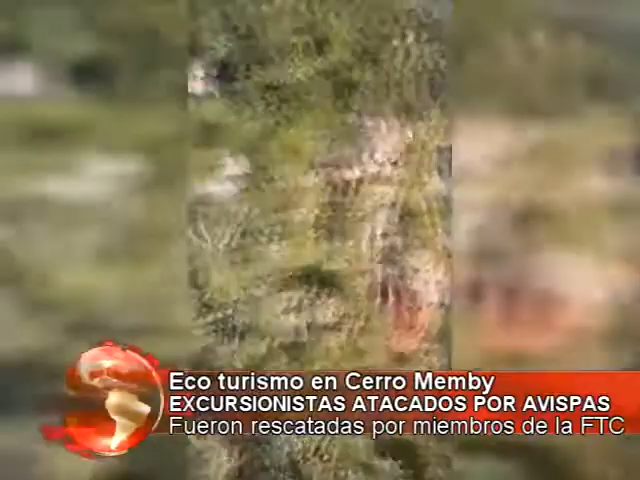 Eco turismo en Cerro Memby
EXCURSIONISTAS ATACADOS POR AVISPAS
Fueron rescatadas por miembros de la FTC